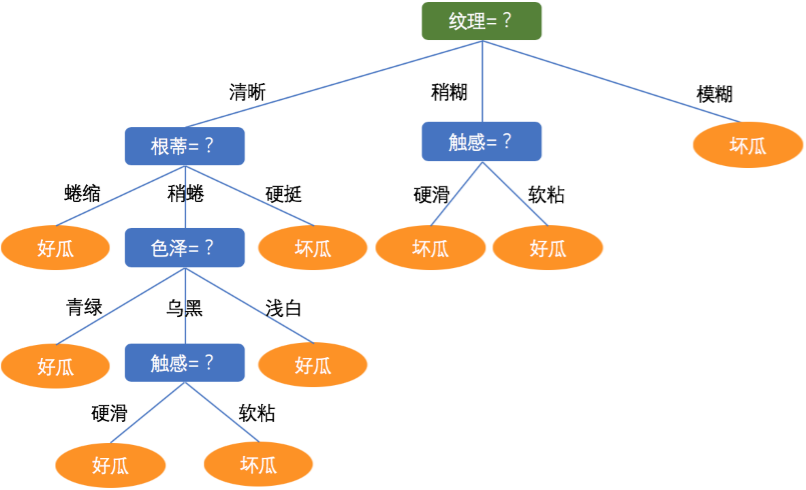 纹理=？
清晰
稍糊
模糊
根蒂=？
触感=？
坏瓜
蜷缩
稍蜷
硬挺
硬滑
软粘
好瓜
色泽=？
坏瓜
坏瓜
好瓜
青绿
乌黑
浅白
好瓜
触感=？
好瓜
硬滑
软粘
好瓜
坏瓜